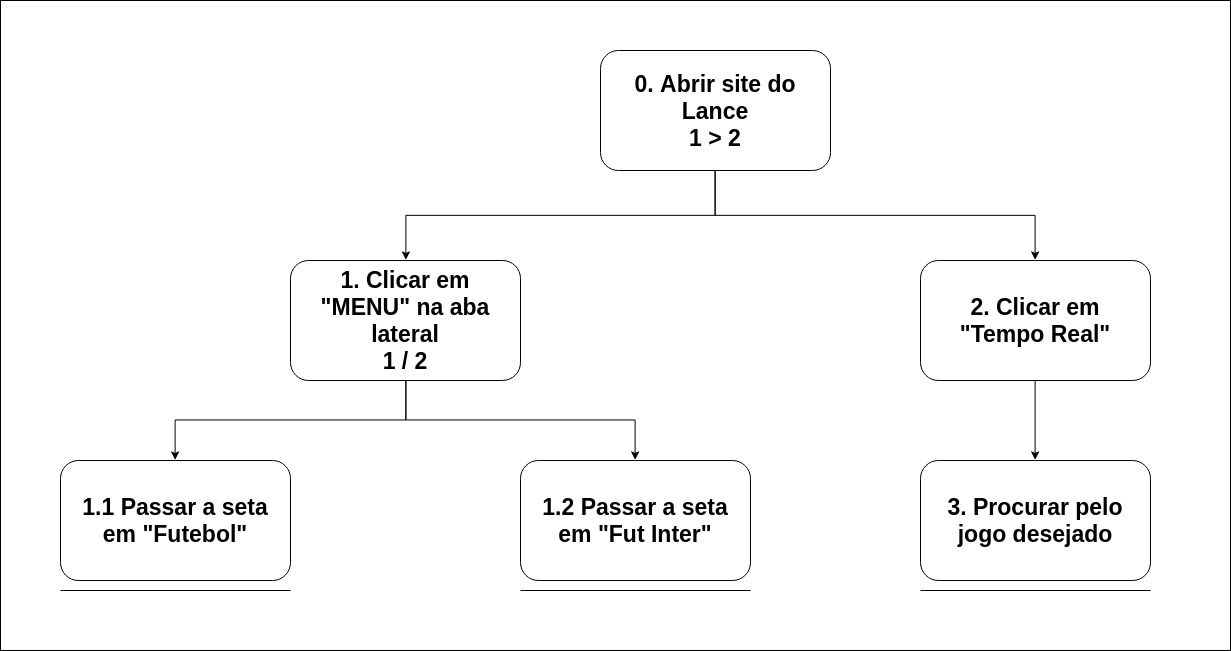 0. Abrir site do
Lance
1 > 2
1. Clicar em
"MENU" na aba
lateral
1 / 2
2. Clicar em
"Tempo Real"
1.1 Passar a seta
em "Futebol"
1.2 Passar a seta
em "Fut Inter"
3. Procurar pelo
jogo desejado